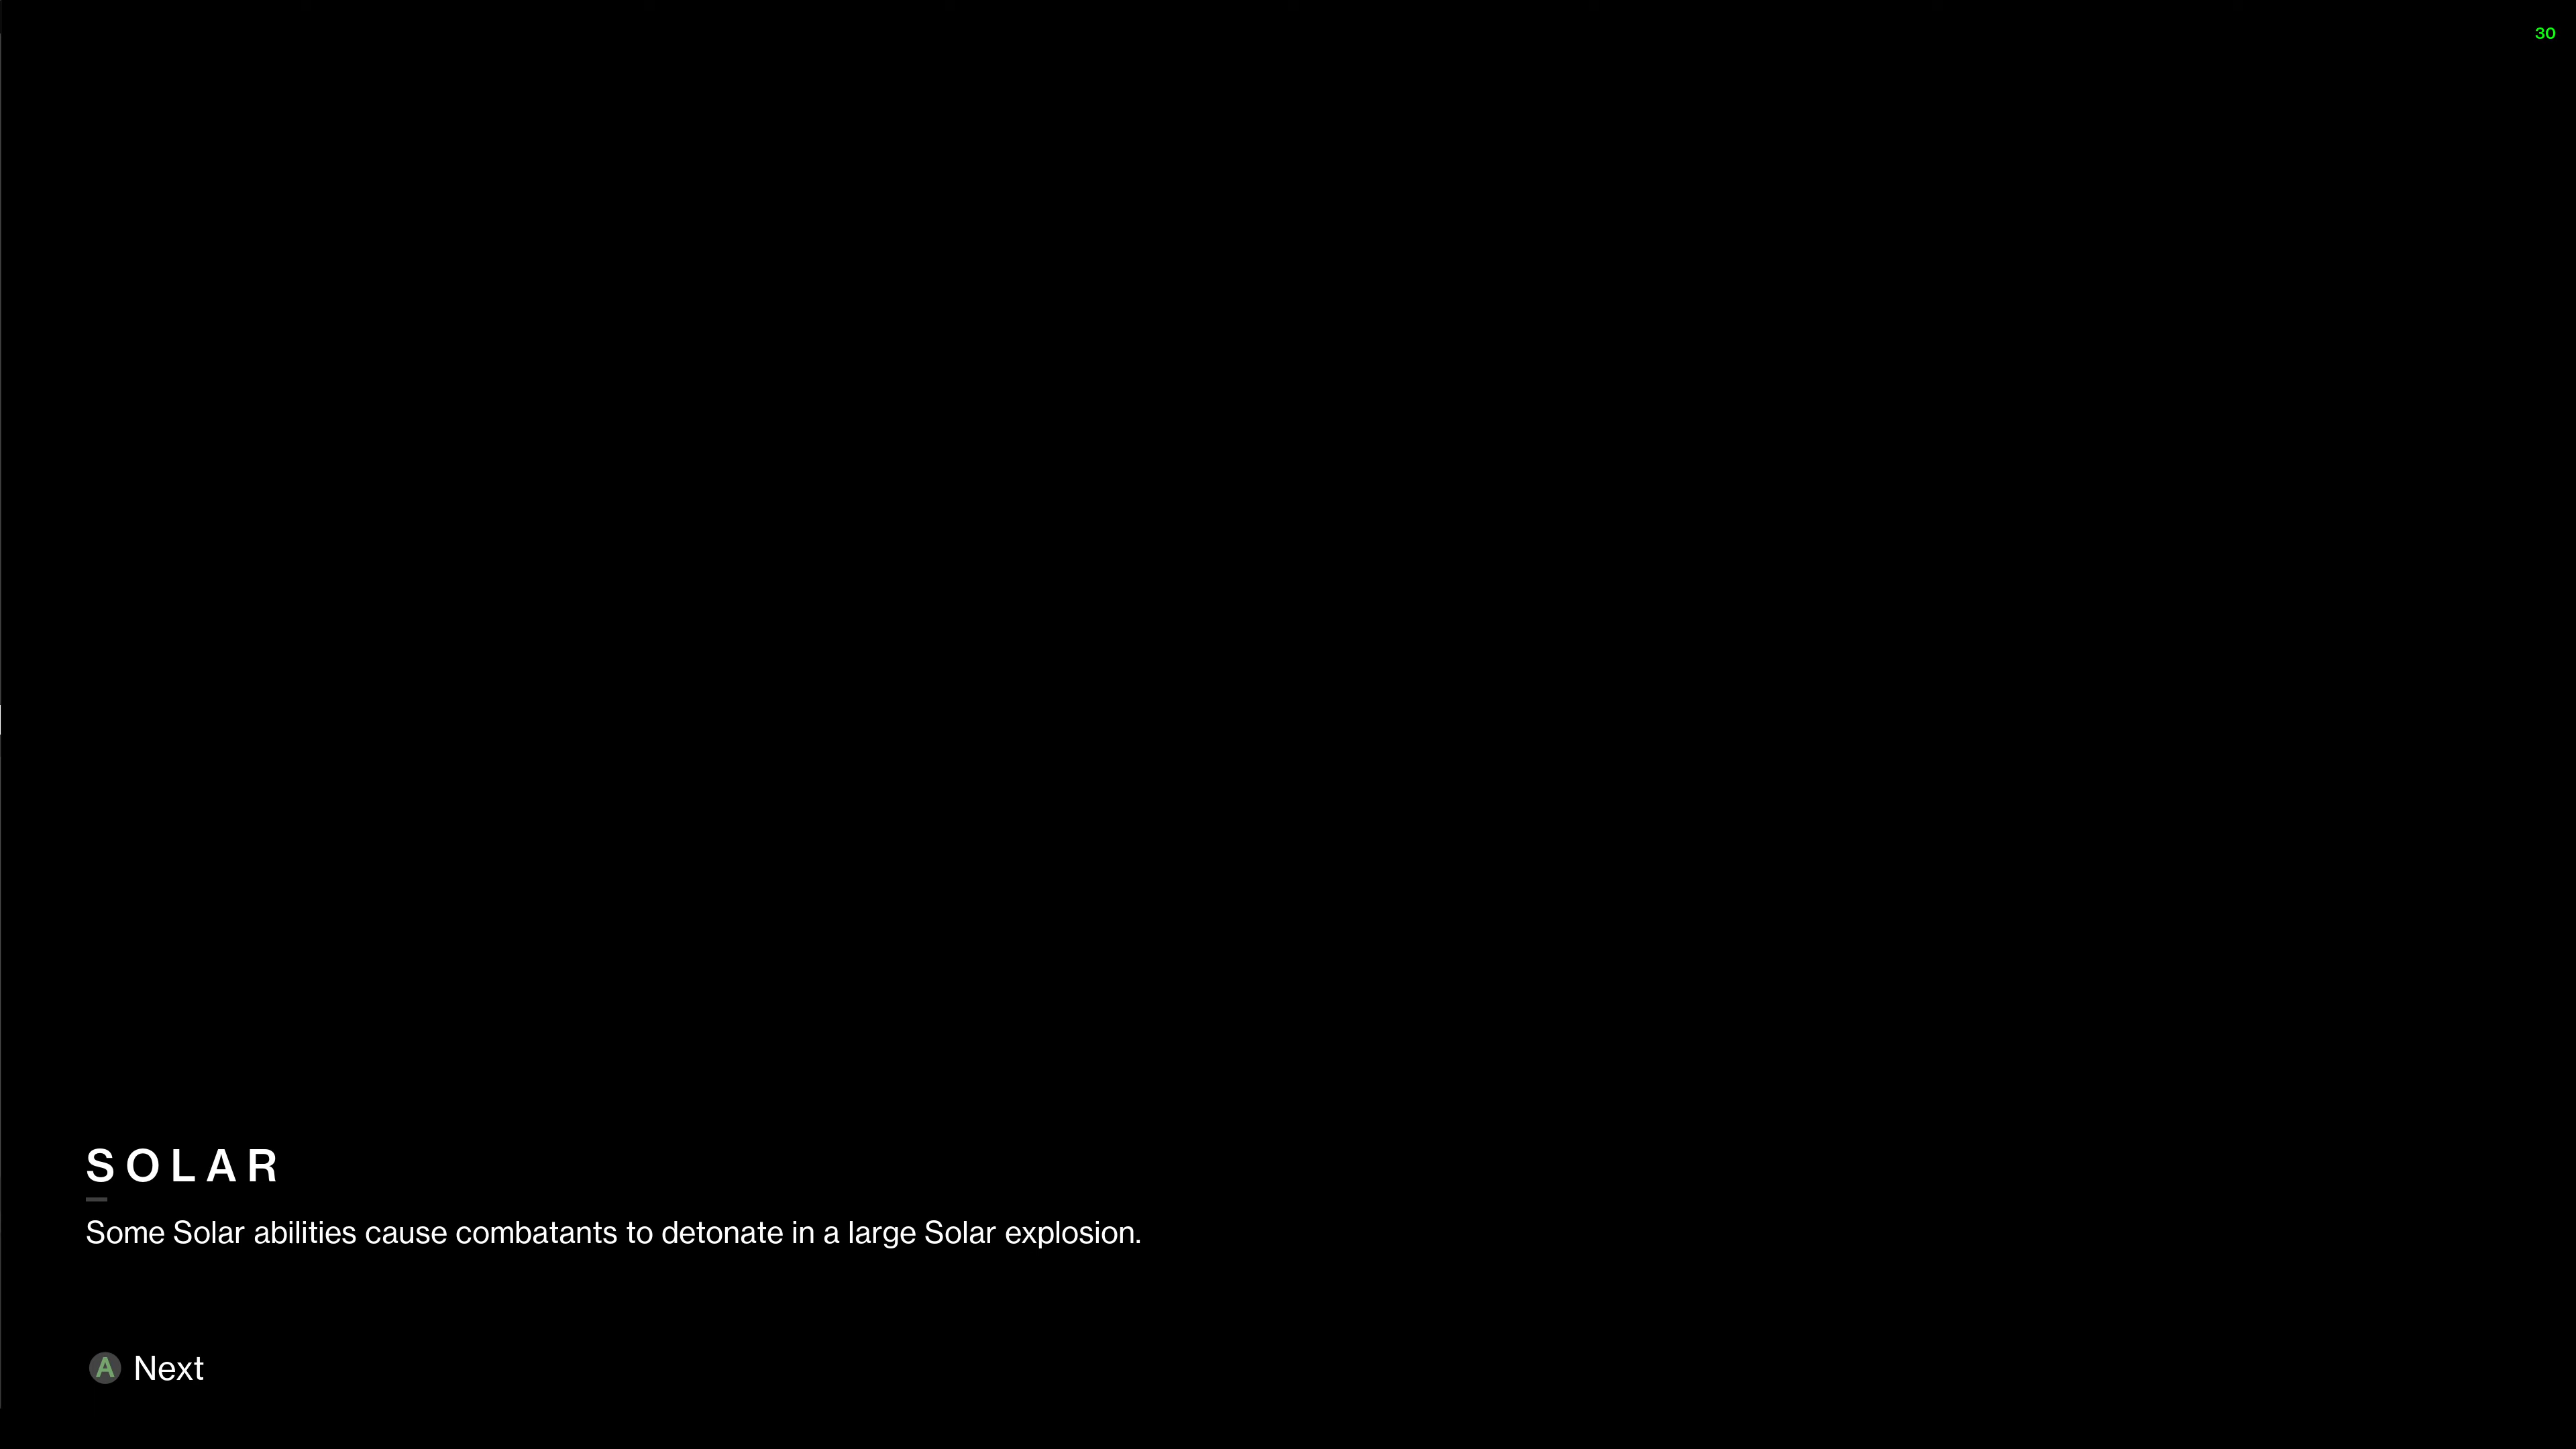 30
SOLAR
Some Solar abilities cause combatants to detonate in a large Solar explosion.
A Next